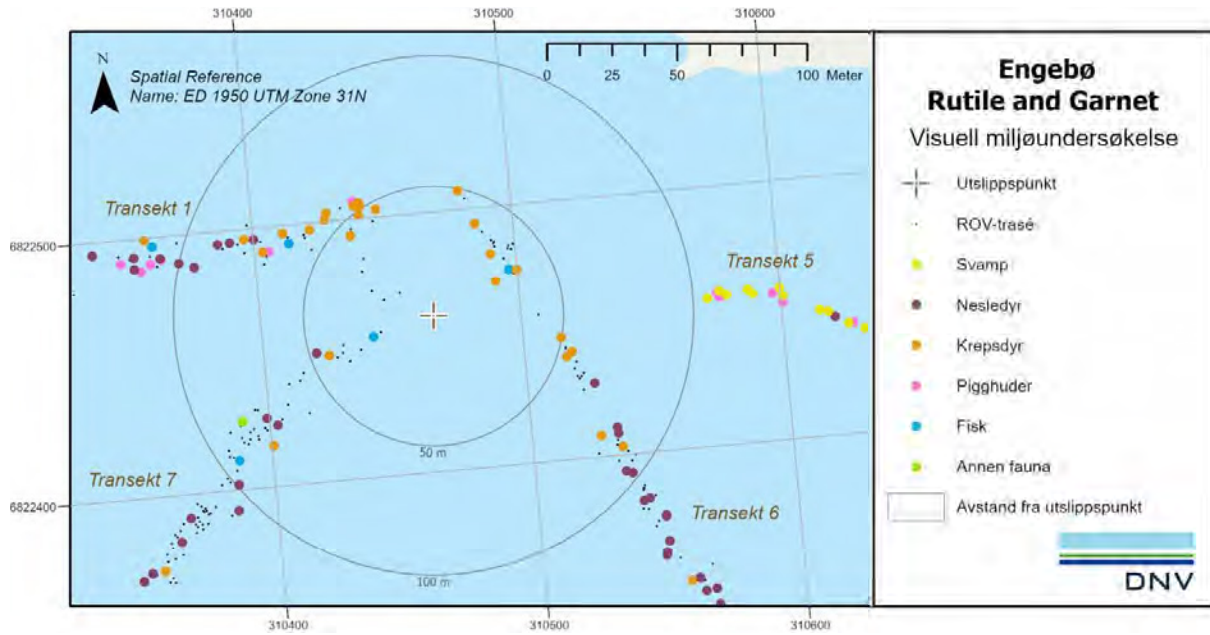 310400
310500
310600
N
Spatial Reference
Name: ED 1950 UTM Zone 31N
0 25 50 100 Meter
Transekt 1
6822500
Transekt 5
50 m
Transekt 7
6822400
Transekt 6
100 m
310400
310500
310600
Engebø
Rutile and Garnet
Visuell miljøundersøkelse
Utslippspunkt
ROV-trasé
Svamp
Nesledyr
Krepsdyr
Pigghuder
Fisk
Annen fauna
Avstand fra utslippspunkt
DNV